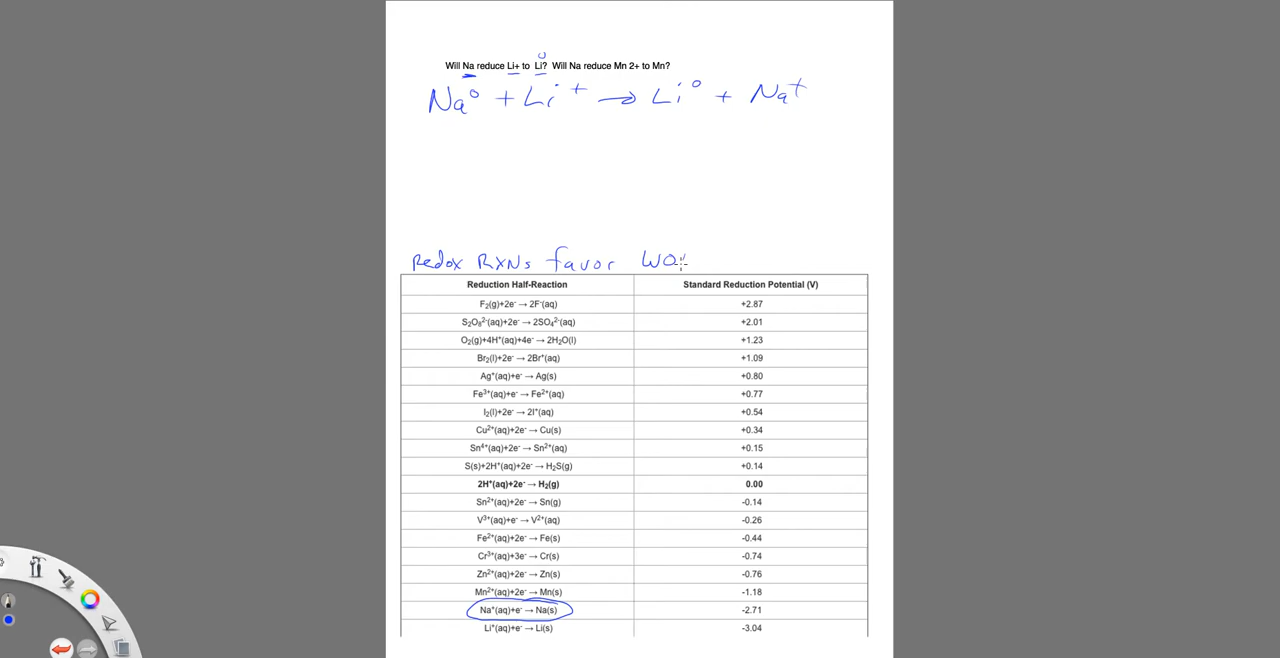 Will Na reduce Li+ to Li? Will Na reduce Mn 2+ to Mn?
0
Na⁰ + Li⁺ → Li⁰ + Na⁺
Redox RXNs favor WO
Reduction Half-Reaction Standard Reduction Potential (V)
F₂(g)+2e⁻ → 2F⁻(aq) +2.87
S₂O₈²⁻(aq)+2e⁻ → 2SO₄²⁻(aq) +2.01
O₂(g)+4H⁺(aq)+4e⁻ → 2H₂O(l) +1.23
Br₂(l)+2e⁻ → 2Br⁺(aq) +1.09
Ag⁺(aq)+e⁻ → Ag(s) +0.80
Fe³⁺(aq)+e⁻ → Fe²⁺(aq) +0.77
I₂(l)+2e⁻ → 2I⁺(aq) +0.54
Cu²⁺(aq)+2e⁻ → Cu(s) +0.34
Sn⁴⁺(aq)+2e⁻ → Sn²⁺(aq) +0.15
S(s)+2H⁺(aq)+2e⁻ → H₂S(g) +0.14
2H⁺(aq)+2e⁻ → H₂(g) 0.00
Sn²⁺(aq)+2e⁻ → Sn(g) -0.14
V³⁺(aq)+e⁻ → V²⁺(aq) -0.26
Fe²⁺(aq)+2e⁻ → Fe(s) -0.44
Cr³⁺(aq)+3e⁻ → Cr(s) -0.74
Zn²⁺(aq)+2e⁻ → Zn(s) -0.76
Mn²⁺(aq)+2e⁻ → Mn(s) -1.18
Na⁺(aq)+e⁻ → Na(s) -2.71
Li⁺(aq)+e⁻ → Li(s) -3.04